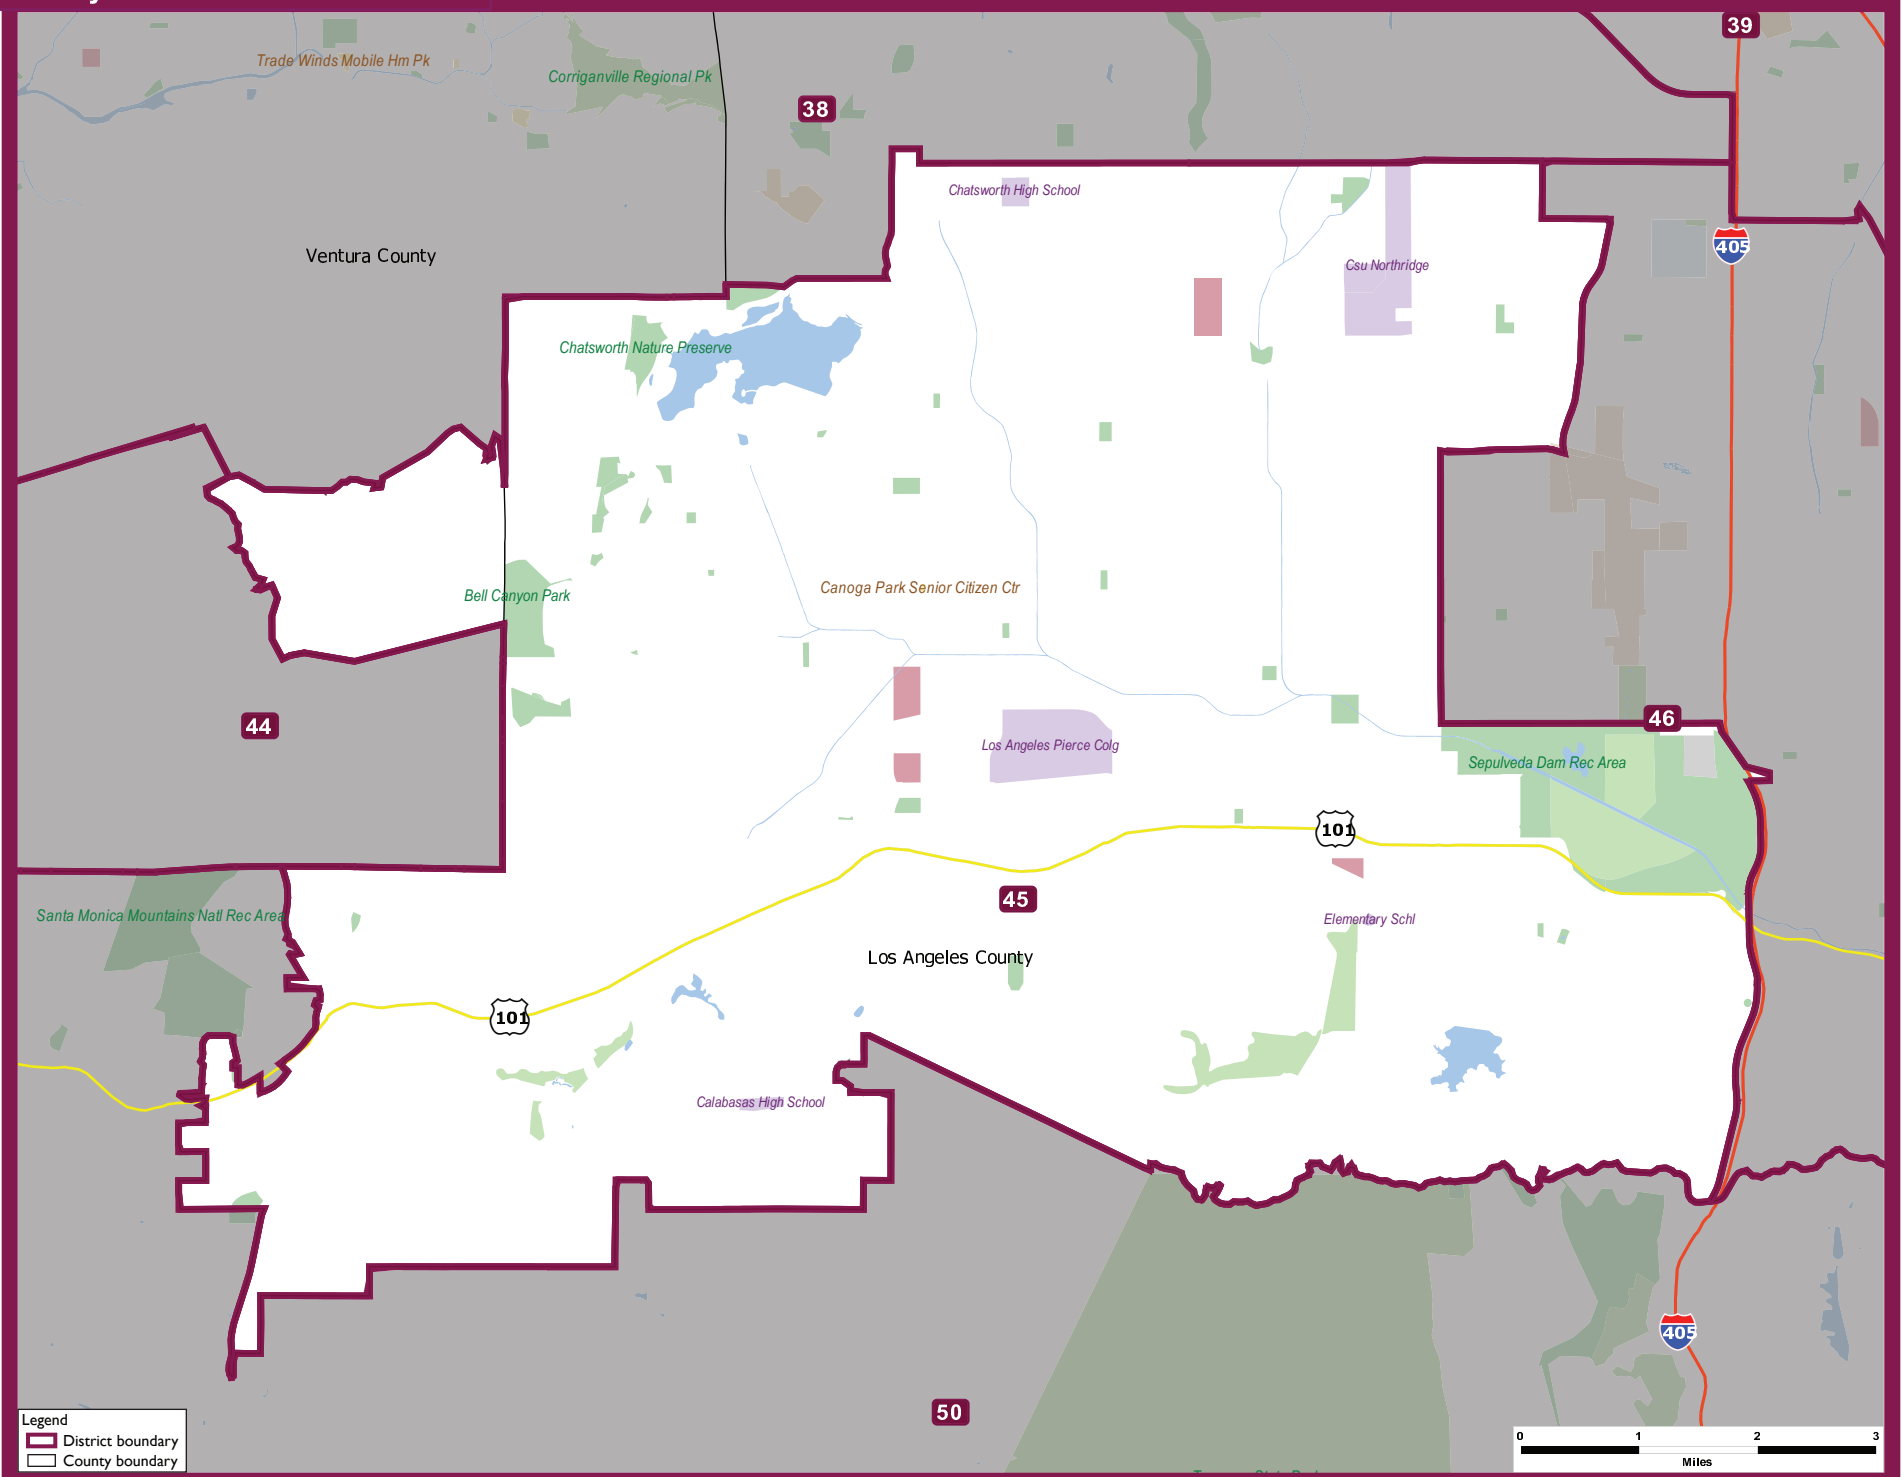 39
Trade Winds Mobile Hm Pk
Corriganville Regional Pk
38
Chatsworth High School
405
Ventura County
Csu Northridge
Chatsworth Nature Preserve
Canoga Park Senior Citizen Ctr
Bell Canyon Park
44
46
Los Angeles Pierce Colg
Sepulveda Dam Rec Area
101
45
Santa Monica Mountains Natl Rec Area
Elementary Schl
Los Angeles County
101
Calabasas High School
405
50
Legend
District boundary
County boundary
0 1 2 3
Miles